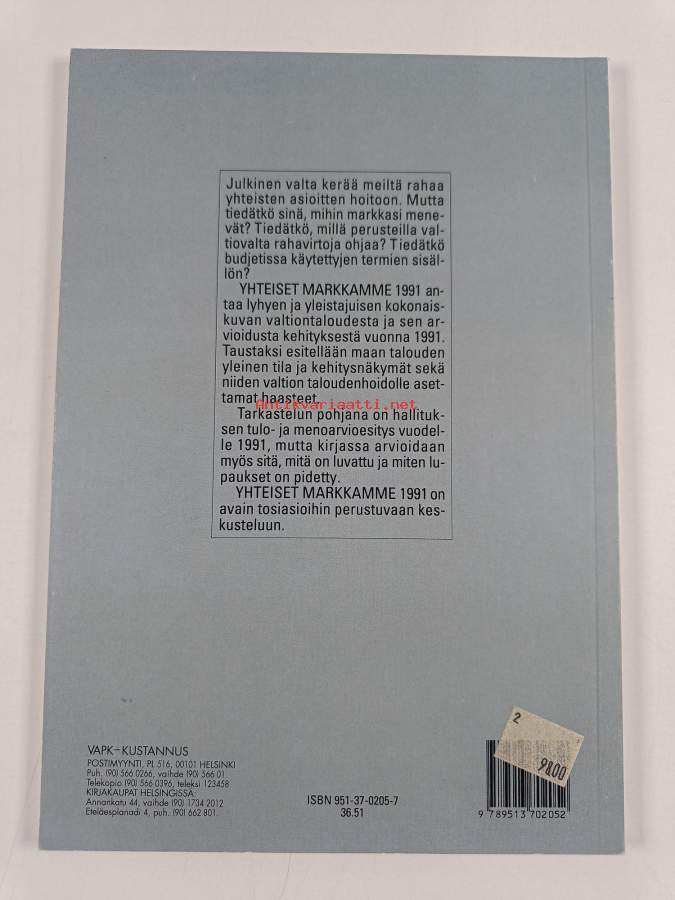 Julkinen valta kerää meiltä rahaa
yhteisten asioitten hoitoon. Mutta
tiedätkö sinä, mihin markkasi mene-
vät? Tiedätkö, millä perusteilla val-
tiovalta rahavirtoja ohjaa? Tiedätkö
budjetissa käytettyjen termien sisäl-
lön?
YHTEISET MARKKAMME 1991 an-
taa lyhyen ja yleistajuisen kokonais-
kuvan valtiontaloudesta ja sen ar-
vioidusta kehityksestä vuonna 1991.
Taustaksi esitellään maan talouden
yleinen tila ja kehitysnäkymät sekä
niiden valtion taloudenhoidolle aset-
tamat haasteet.
Antikvariaatti.net
Tarkastelun pohjana on hallituk-
sen tulo- ja menoarvioesitys vuodel-
le 1991, mutta kirjassa arvioidaan
myös sitä, mitä on luvattu ja miten lu-
paukset on pidetty.
YHTEISET MARKKAMME 1991 on
avain tosiasioihin perustuvaan kes-
kusteluun.
VAPK-KUSTANNUS
POSTIMYYNTI, PL 516, 00101 HELSINKI
Puh. (90) 566 0266, vaihde (90) 566 01
Telekopio (90) 566 0396, teleksi 123458
KIRJAKAUPAT HELSINGISSÄ:
Annankatu 44, vaihde (90) 1734 2012
Eteläesplanadi 4, puh. (90) 662 801.
ISBN 951-37-0205-7
36.51
2
9800
9 789513 702052